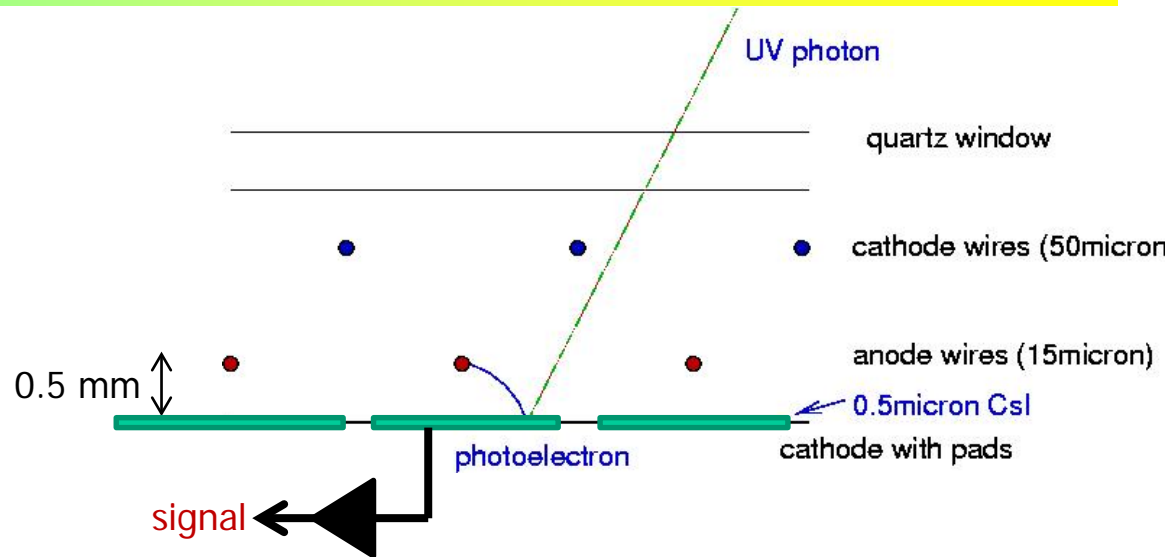 UV photon
quartz window
cathode wires (50micron
anode wires (15micron)
0.5 mm
0.5micron CsI
cathode with pads
photoelectron
signal